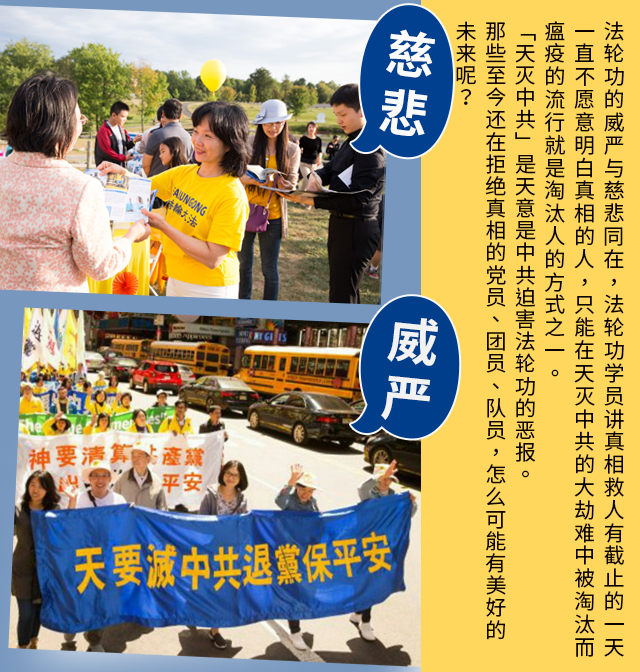 法轮功的威严与慈悲同在，法轮功学员讲真相救人有截止的一天
一直不愿意明白真相的人，只能在天灭中共的大劫难中被淘汰而
瘟疫的流行就是淘汰人的方式之一。
「天灭中共」是天意是中共迫害法轮功的恶报。
那些至今还在拒绝真相的党员、团员、队员，怎么可能有美好的
未来呢？
慈悲
威严
神要清算 產黨
平安
天要滅中共退黨保平安